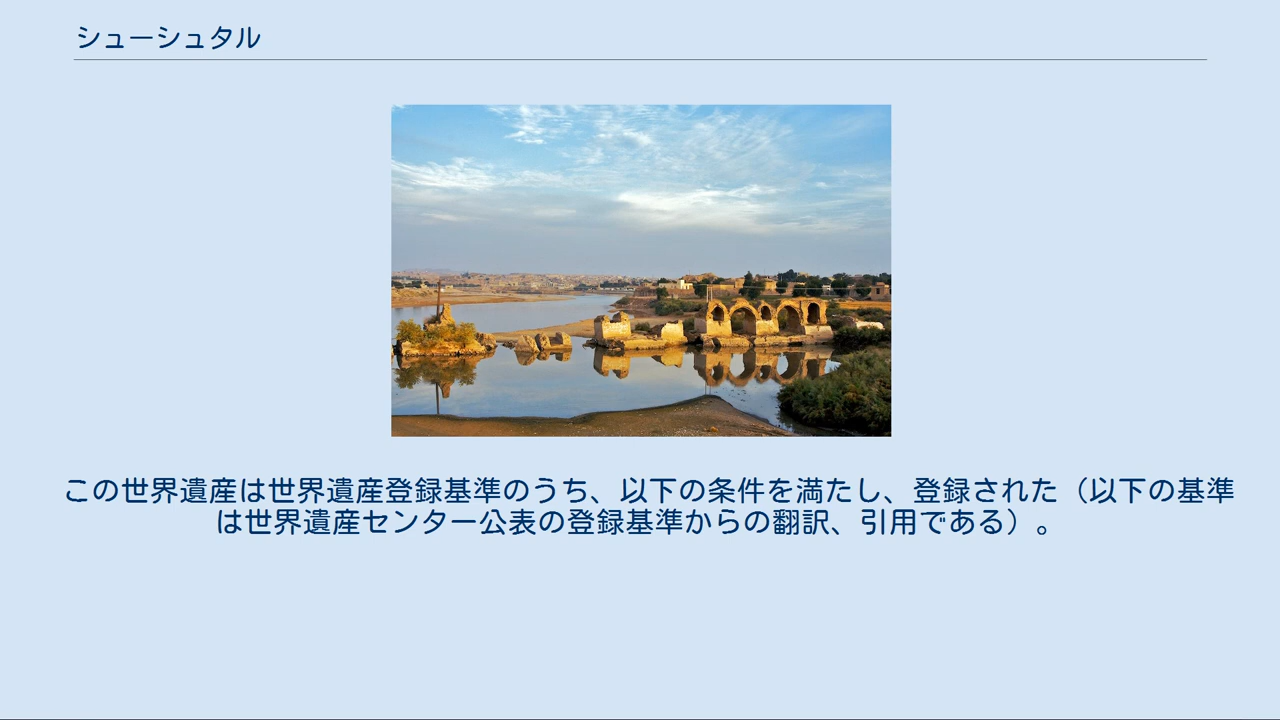 シューシュタル
この世界遺産は世界遺産登録基準のうち、以下の条件を満たし、登録された（以下の基準
は世界遺産センター公表の登録基準からの翻訳、引用である）。